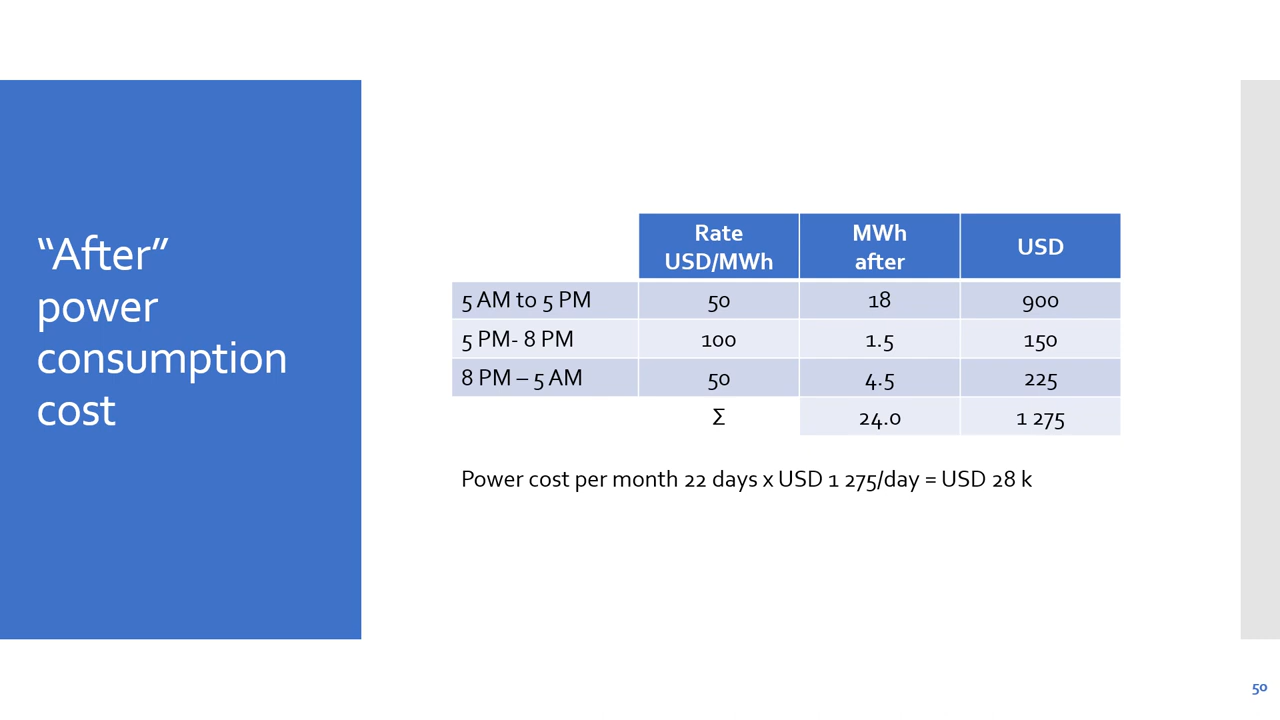 “After”
power
consumption
cost
Rate USD/MWh MWh after USD
5 AM to 5 PM 50 18 900
5 PM- 8 PM 100 1.5 150
8 PM – 5 AM 50 4.5 225
Σ 24.0 1 275
Power cost per month 22 days x USD 1 275/day = USD 28 k
50